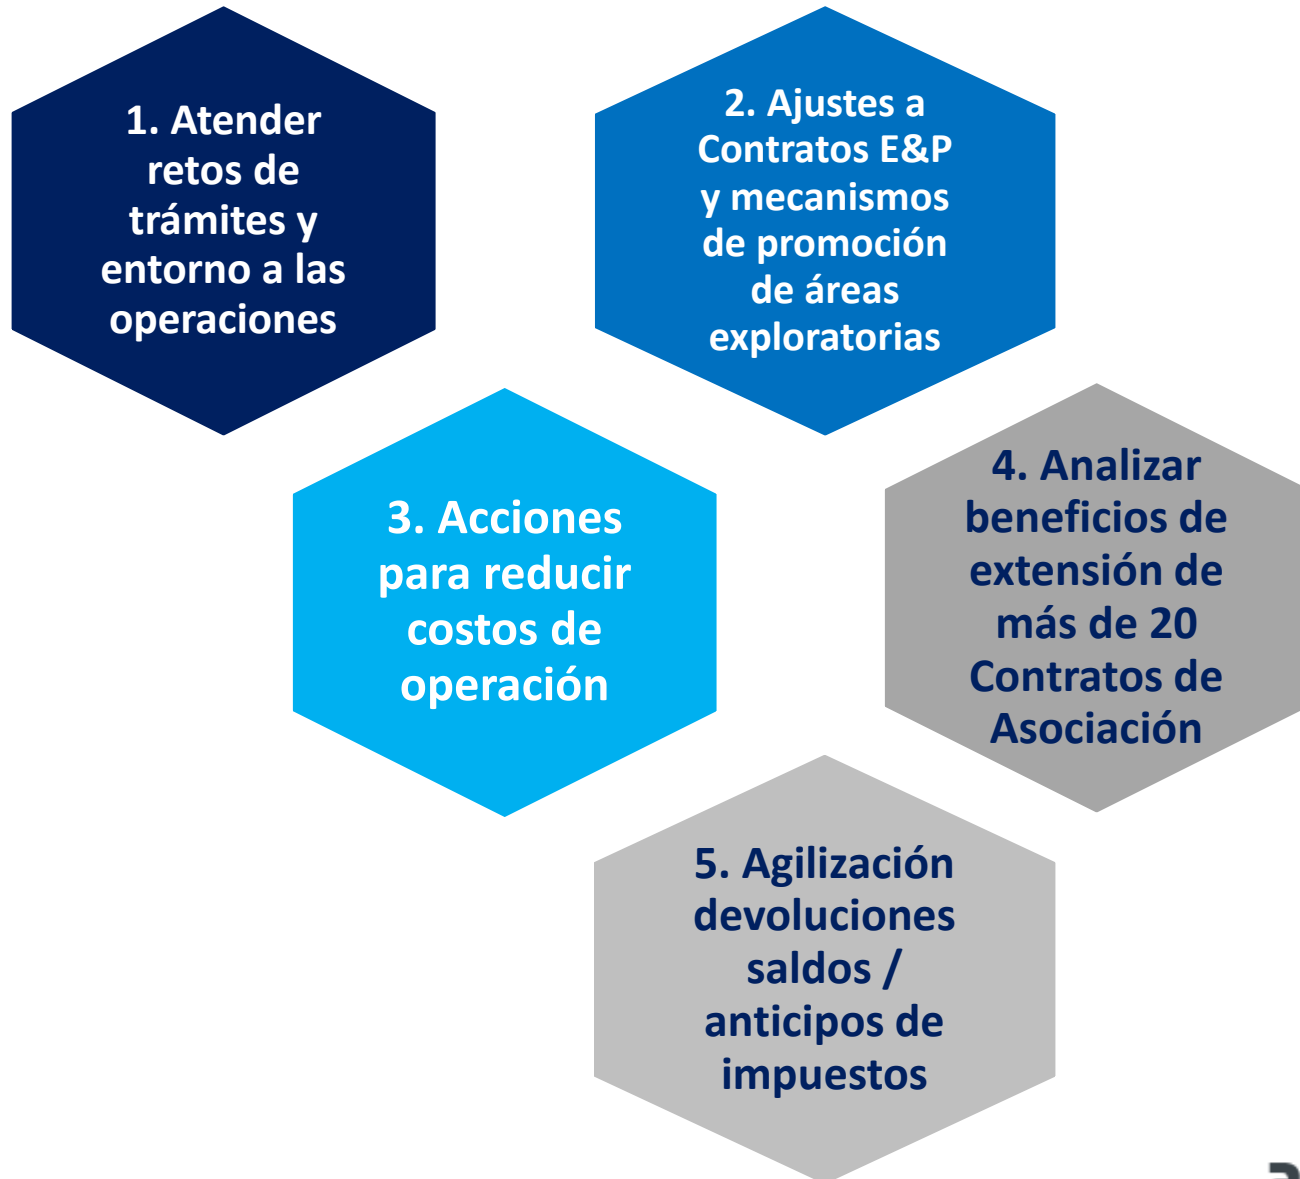 1. Atender
retos de
trámites y
entorno a las
operaciones
2. Ajustes a
Contratos E&P
y mecanismos
de promoción
de áreas
exploratorias
3. Acciones
para reducir
costos de
operación
4. Analizar
beneficios de
extensión de
más de 20
Contratos de
Asociación
5. Agilización
devoluciones
saldos /
anticipos de
impuestos